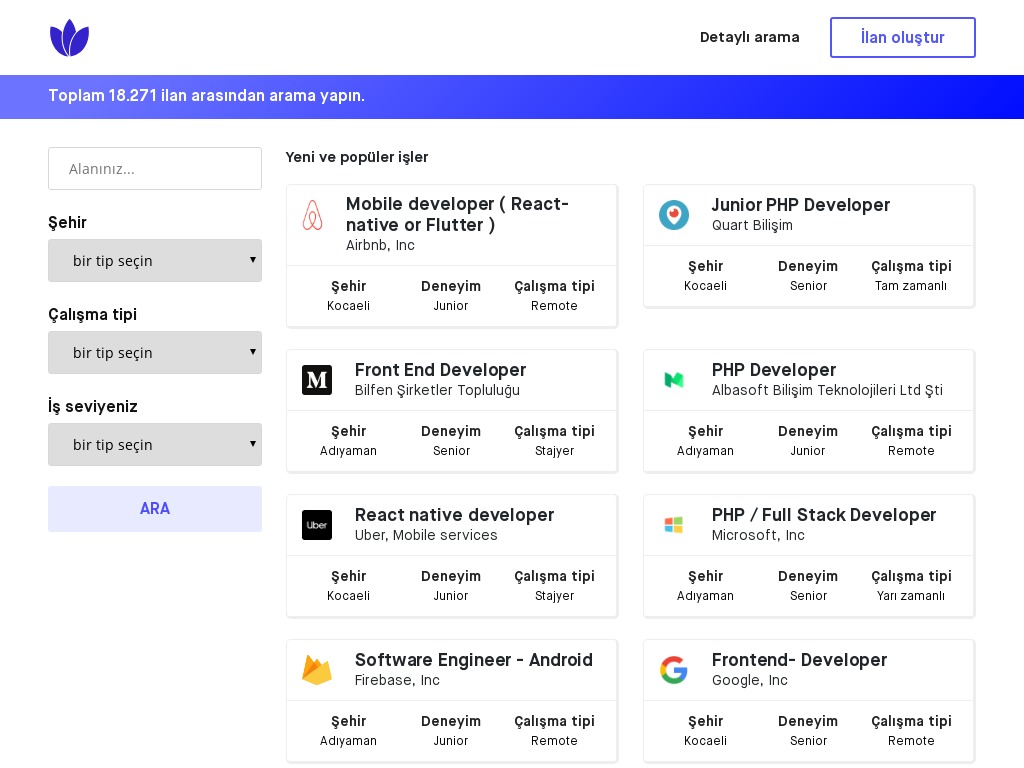 Detaylı arama
İlan oluştur
Toplam 18.271 ilan arasından arama yapın.
Alanınız...
Şehir
bir tip seçin
Çalışma tipi
bir tip seçin
İş seviyeniz
bir tip seçin
ARA
Yeni ve popüler işler
Mobile developer ( React-
native or Flutter )
Airbnb, Inc
Şehir Deneyim Çalışma tipi
Kocaeli Junior Remote
Junior PHP Developer
Quart Bilişim
Şehir Deneyim Çalışma tipi
Kocaeli Senior Tam zamanlı
M
Front End Developer
Bilfen Şirketler Topluluğu
Şehir Deneyim Çalışma tipi
Adıyaman Senior Stajyer
PHP Developer
Albasoft Bilişim Teknolojileri Ltd Şti
Şehir Deneyim Çalışma tipi
Adıyaman Junior Remote
Uber
React native developer
Uber, Mobile services
Şehir Deneyim Çalışma tipi
Kocaeli Junior Stajyer
PHP / Full Stack Developer
Microsoft, Inc
Şehir Deneyim Çalışma tipi
Adıyaman Senior Yarı zamanlı
Software Engineer - Android
Firebase, Inc
Şehir Deneyim Çalışma tipi
Adıyaman Junior Remote
Frontend- Developer
Google, Inc
Şehir Deneyim Çalışma tipi
Kocaeli Senior Remote